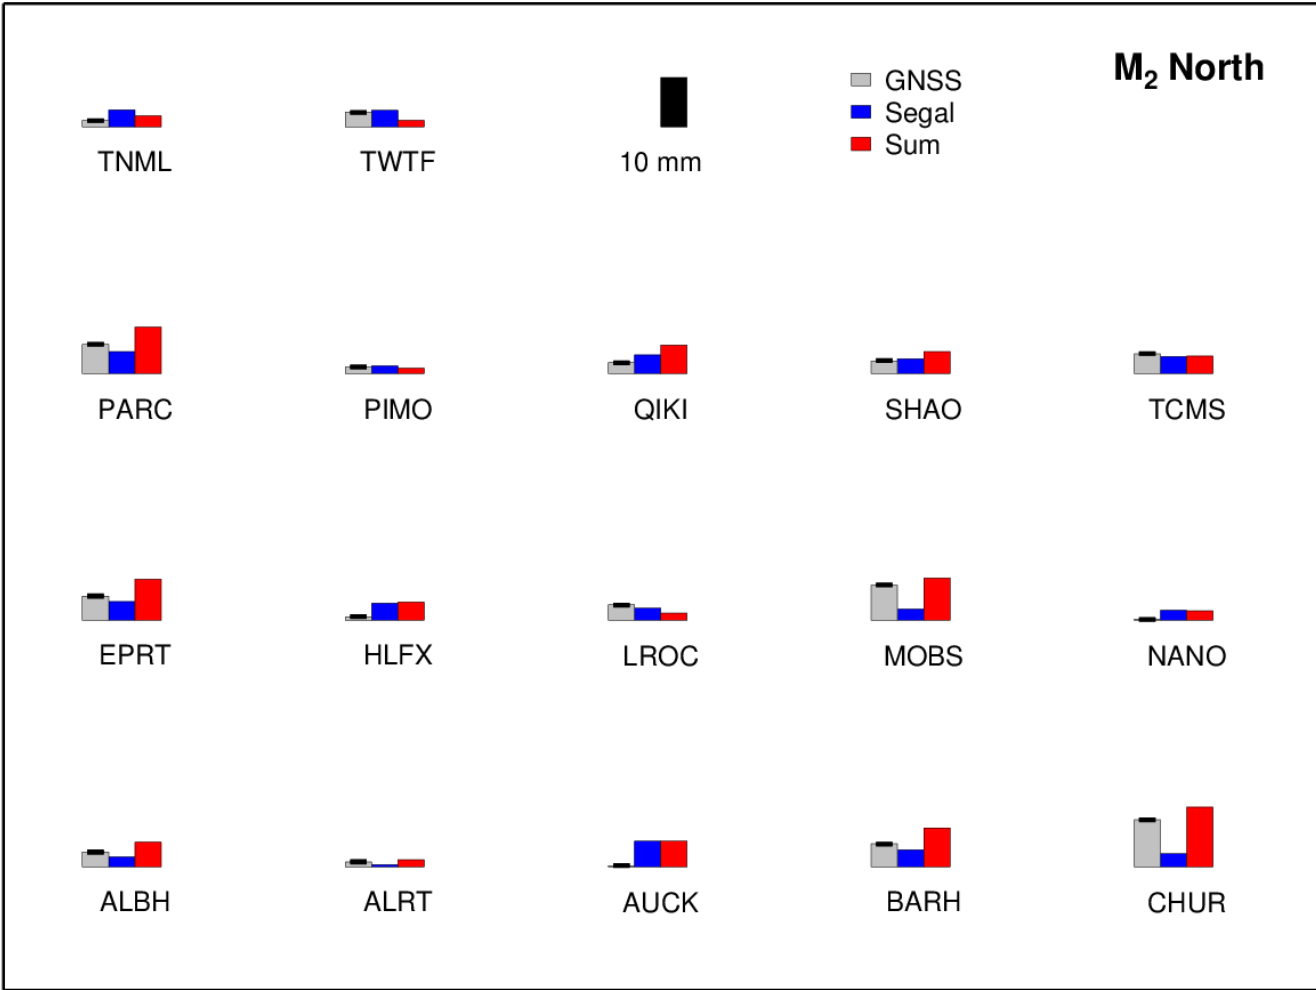 M₂ North
GNSS
Segal
Sum
TNML TWTF 10 mm
PARC PIMO QIKI SHAO TCMS
EPRT HLFX LROC MOBS NANO
ALBH ALRT AUCK BARH CHUR